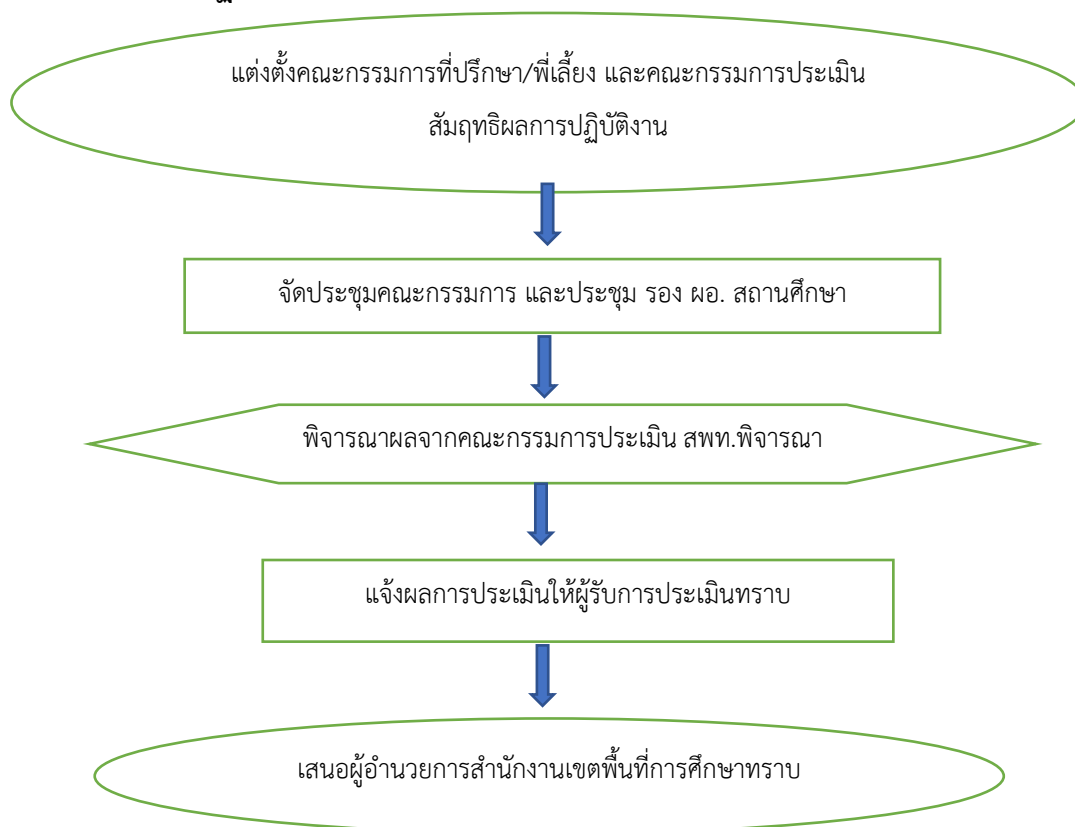 แต่งตั้งคณะกรรมการที่ปรึกษา/พี่เลี้ยง และคณะกรรมการประเมิน
สัมฤทธิผลการปฏิบัติงาน
จัดประชุมคณะกรรมการ และประชุม รอง ผอ. สถานศึกษา
พิจารณาผลจากคณะกรรมการประเมิน สพท.พิจารณา
แจ้งผลการประเมินให้ผู้รับการประเมินทราบ
เสนอผู้อำนวยการสำนักงานเขตพื้นที่การศึกษาทราบ